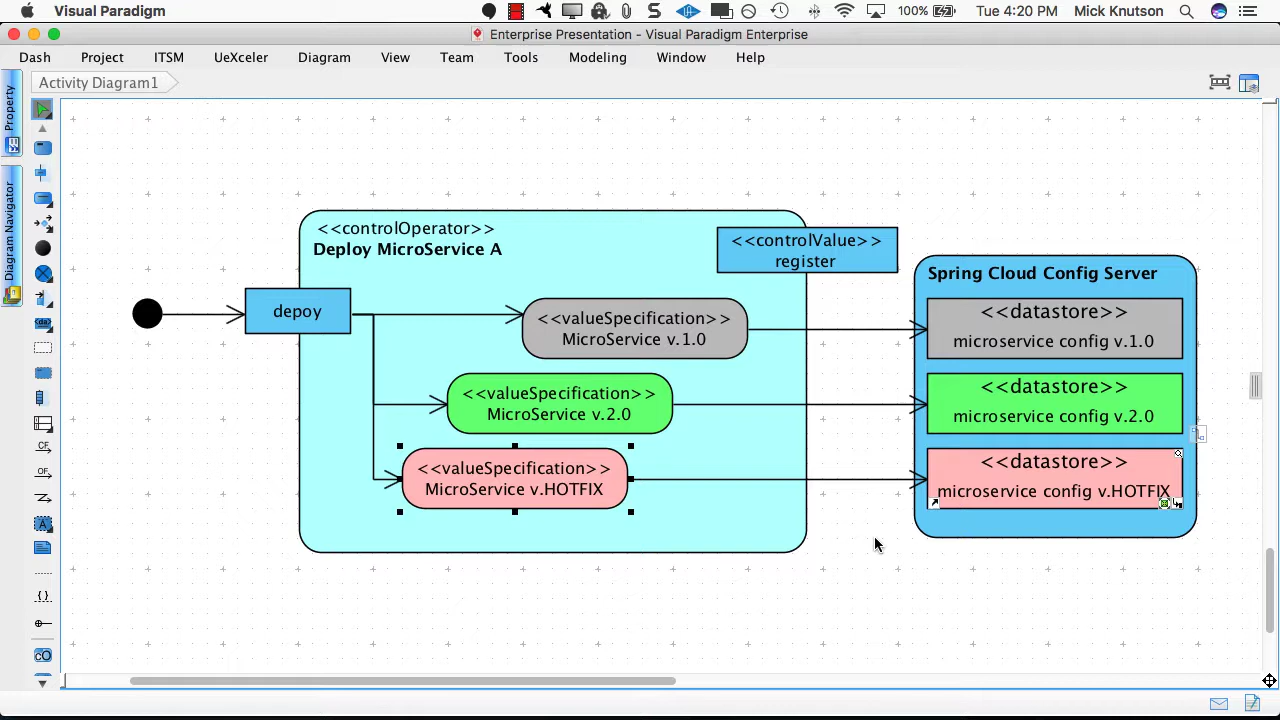 Visual Paradigm
100%
Tue 4:20 PM
Mick Knutson
Enterprise Presentation - Visual Paradigm Enterprise
Dash
Project
ITSM
UeXceler
Diagram
View
Team
Tools
Modeling
Window
Help
Activity Diagram1
Property
Diagram Navigator
CF
OF
<<controlOperator>>
Deploy MicroService A
<<controlValue>>
register
depoy
<<valueSpecification>>
MicroService v.1.0
<<valueSpecification>>
MicroService v.2.0
<<valueSpecification>>
MicroService v.HOTFIX
Spring Cloud Config Server
<<datastore>>
microservice config v.1.0
<<datastore>>
microservice config v.2.0
<<datastore>>
microservice config v.HOTFIX